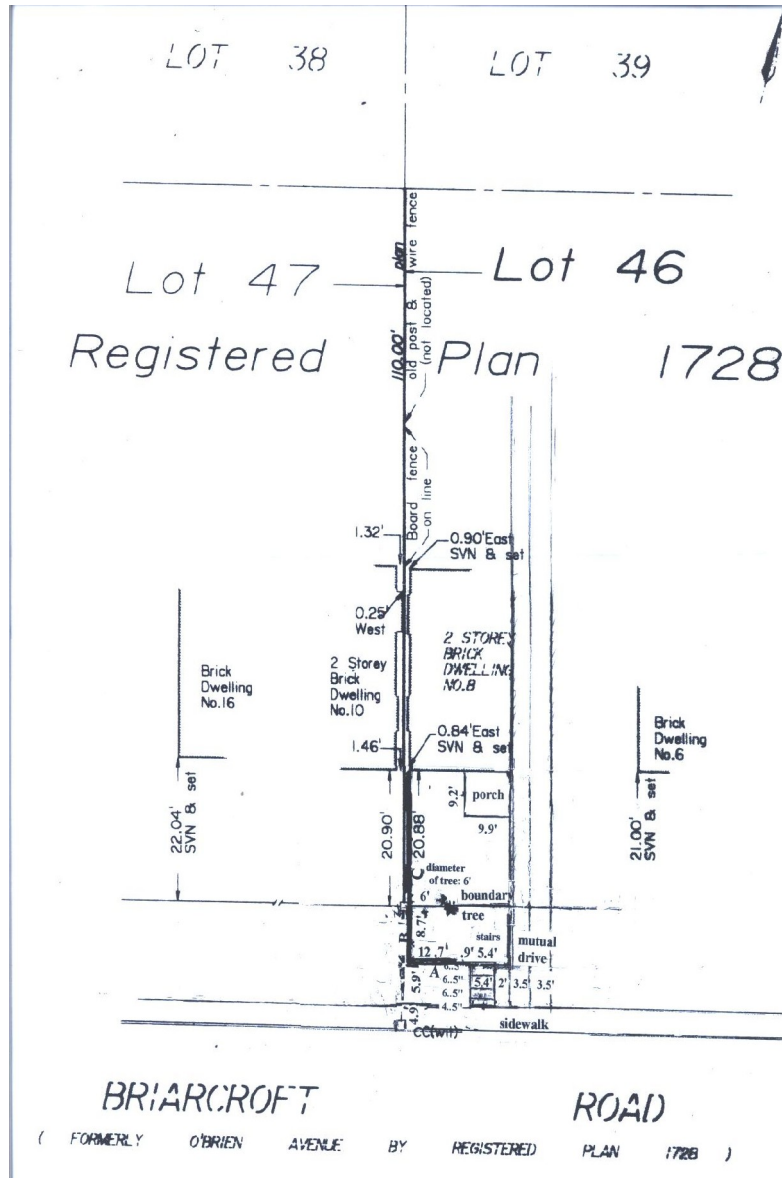 LOT 38
LOT 39
Lot 47
Lot 46
Registered Plan 1728
110.00' plan
old post & wire fence
(not located)
Board fence
on line
1.32'
0.90'East
SVN & set
0.25'
West
2 STOREY
BRICK
DWELLING
NO.8
2 Storey
Brick
Dwelling
No.10
Brick
Dwelling
No.16
0.84'East
SVN & set
1.46'
Brick
Dwelling
No.6
22.04'
SVN & set
20.90'
20.88'
9.2'
porch
9.9'
21.00'
SVN & set
C
diameter
of tree: 6'
6'
boundary
tree
B
8.7'
stairs
12 .7' .9' 5.4'
mutual
drive
A
5.9'
6..5"
6..5"
6..5"
4..5"
5.4' 2' 3.5' 3.5'
4.9'
CC(wit)
sidewalk
BRIARCROFT ROAD
( FORMERLY O'BRIEN AVENUE BY REGISTERED PLAN 1728 )